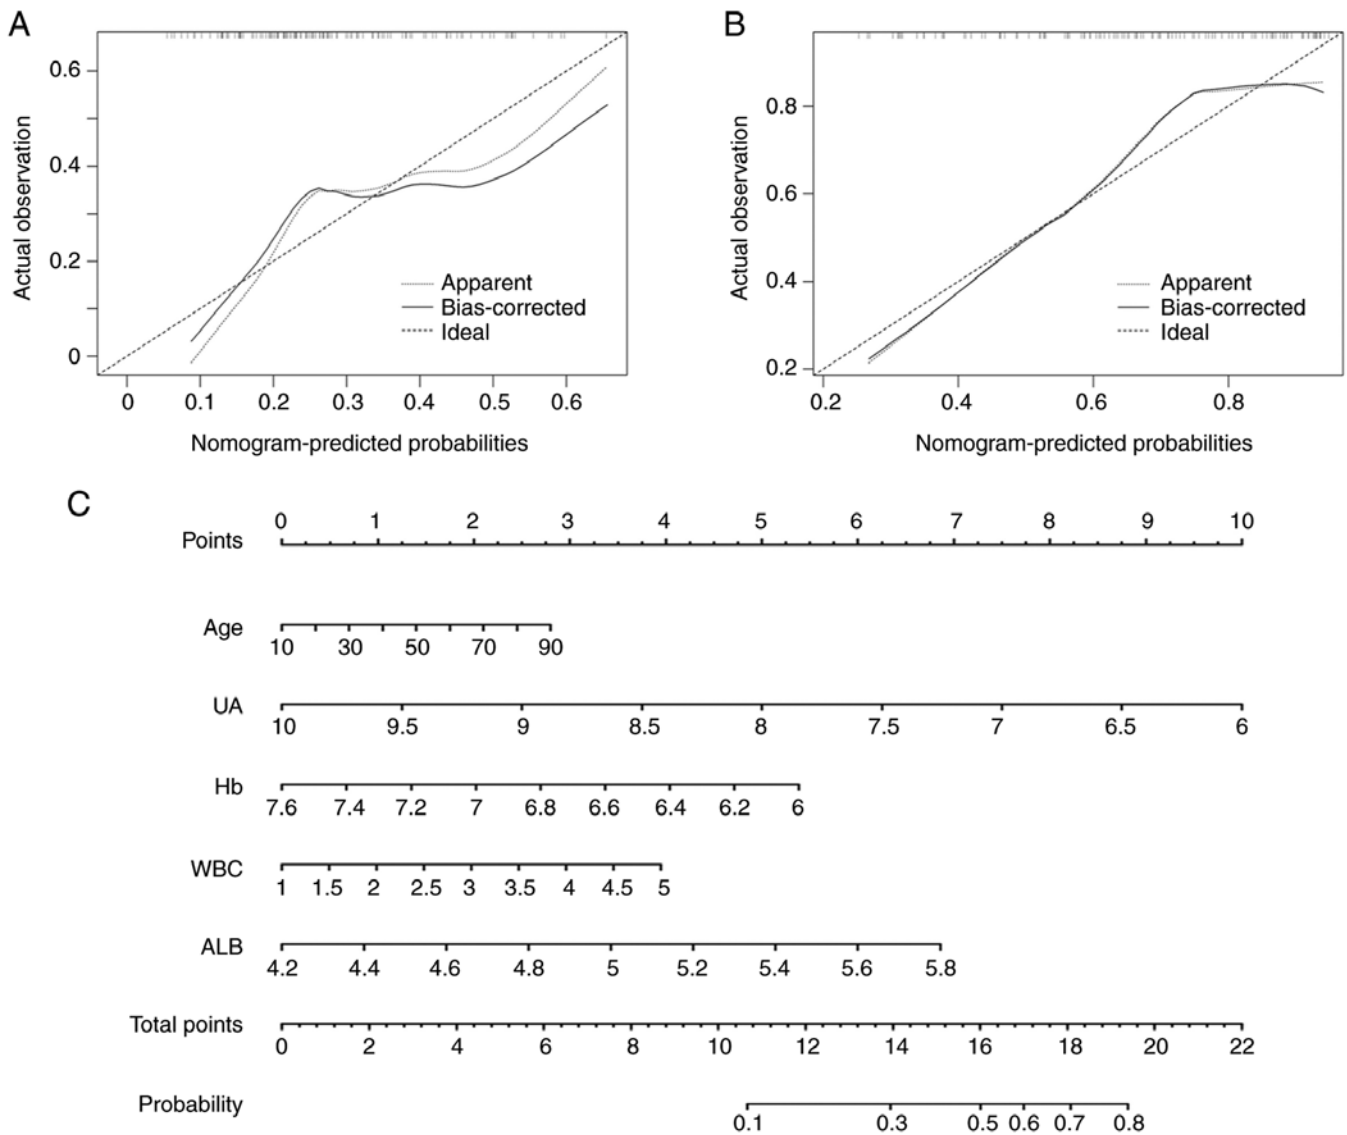 A
Actual observation
0.6
0.4
0.2
0
Apparent
Bias-corrected
Ideal
0 0.1 0.2 0.3 0.4 0.5 0.6
Nomogram-predicted probabilities
B
Actual observation
0.8
0.6
0.4
0.2
Apparent
Bias-corrected
Ideal
0.2 0.4 0.6 0.8
Nomogram-predicted probabilities
C
Points 0 1 2 3 4 5 6 7 8 9 10
Age
10 30 50 70 90
UA
10 9.5 9 8.5 8 7.5 7 6.5 6
Hb
7.6 7.4 7.2 7 6.8 6.6 6.4 6.2 6
WBC
1 1.5 2 2.5 3 3.5 4 4.5 5
ALB
4.2 4.4 4.6 4.8 5 5.2 5.4 5.6 5.8
Total points
0 2 4 6 8 10 12 14 16 18 20 22
Probability
0.1 0.3 0.5 0.6 0.7 0.8